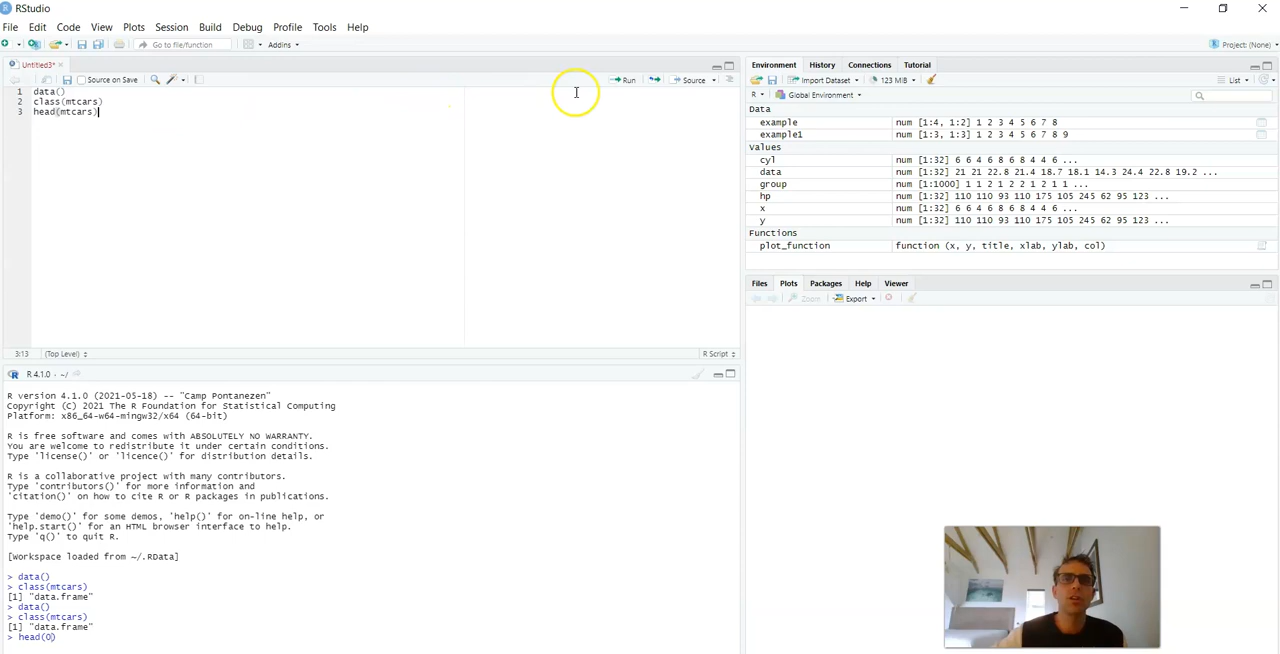 RStudio
File Edit Code View Plots Session Build Debug Profile Tools Help
Go to file/function Addins Project: (None)
Untitled3*
Source on Save Run Source
1 data()
2 class(mtcars)
3 head(mtcars)
3:13 (Top Level) R Script
R 4.1.0 · ~/
R version 4.1.0 (2021-05-18) -- "Camp Pontanezen"
Copyright (C) 2021 The R Foundation for Statistical Computing
Platform: x86_64-w64-mingw32/x64 (64-bit)
R is free software and comes with ABSOLUTELY NO WARRANTY.
You are welcome to redistribute it under certain conditions.
Type 'license()' or 'licence()' for distribution details.
R is a collaborative project with many contributors.
Type 'contributors()' for more information and
'citation()' on how to cite R or R packages in publications.
Type 'demo()' for some demos, 'help()' for on-line help, or
'help.start()' for an HTML browser interface to help.
Type 'q()' to quit R.
[Workspace loaded from ~/.RData]
> data()
> class(mtcars)
[1] "data.frame"
> data()
> class(mtcars)
[1] "data.frame"
> head(0)
Environment History Connections Tutorial
Import Dataset 123 MiB List
R Global Environment
Data
example num [1:4, 1:2] 1 2 3 4 5 6 7 8
example1 num [1:3, 1:3] 1 2 3 4 5 6 7 8 9
Values
cyl num [1:32] 6 6 4 6 8 6 8 4 4 6 ...
data num [1:32] 21 21 22.8 21.4 18.7 18.1 14.3 24.4 22.8 19.2 ...
group num [1:1000] 1 1 2 1 2 2 1 2 1 1 ...
hp num [1:32] 110 110 93 110 175 105 245 62 95 123 ...
x num [1:32] 6 6 4 6 8 6 8 4 4 6 ...
y num [1:32] 110 110 93 110 175 105 245 62 95 123 ...
Functions
plot_function function (x, y, title, xlab, ylab, col)
Files Plots Packages Help Viewer
Zoom Export